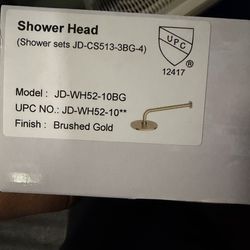 Shower Head
(Shower sets JD-CS513-3BG-4)
UPC
®
12417
Model : JD-WH52-10BG
UPC NO.: JD-WH52-10**
Finish : Brushed Gold